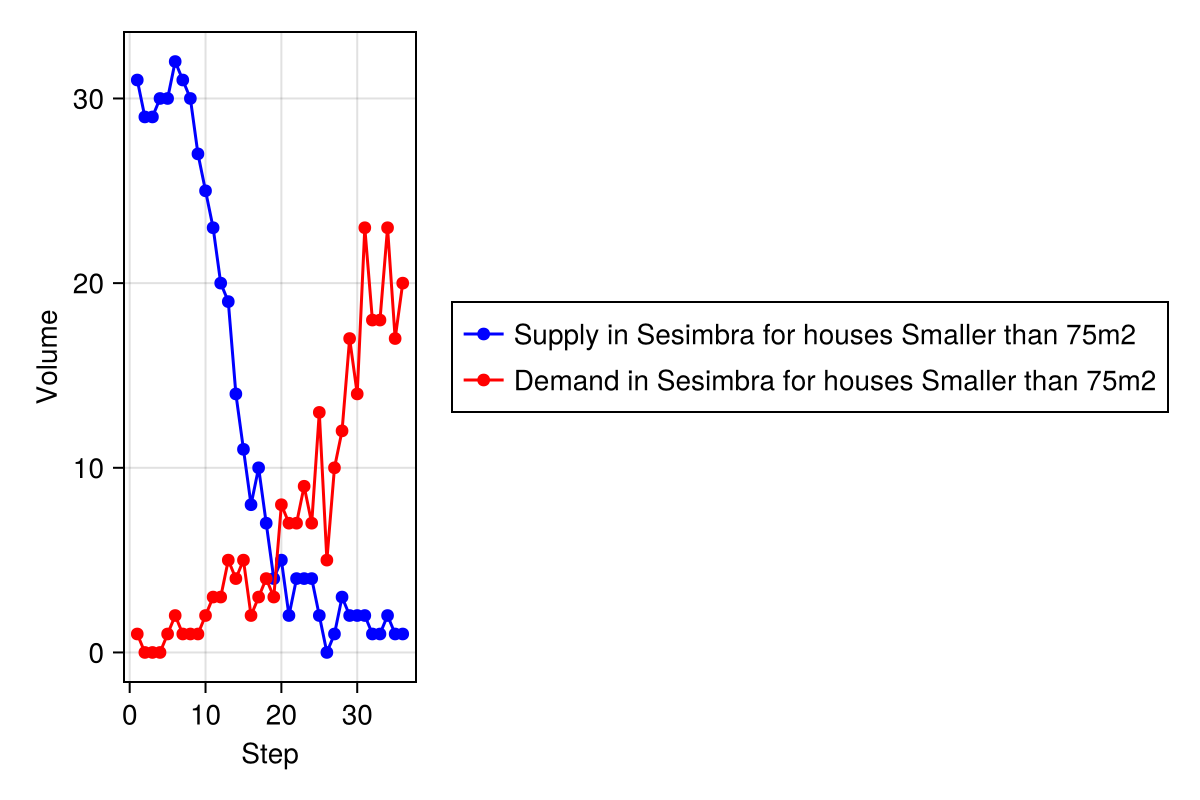 30
20
10
0
Volume
0 10 20 30
Step
Supply in Sesimbra for houses Smaller than 75m2
Demand in Sesimbra for houses Smaller than 75m2